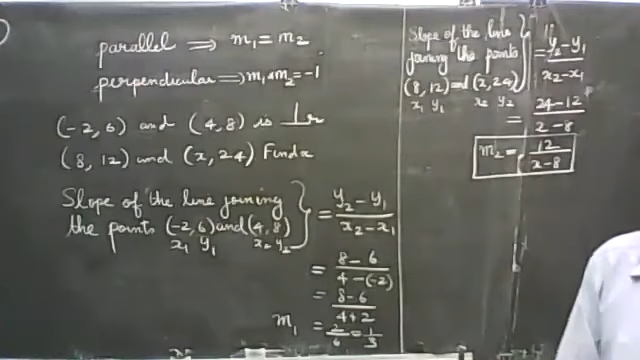 parallel ⇒ m₁ = m₂
perpendicular ⇒ m₁×m₂ = -1
(-2, 6) and (4, 8) is ⊥r
(8, 12) and (x, 24) Find x
Slope of the line joining
the points (-2, 6) and (4, 8) } = y₂ - y₁ / x₂ - x₁
x₁ y₁ x₂ y₂
= 8 - 6 / 4 - (-2)
= 8-6 / 4+2
m₁ = 2/6 = 1/3
Slope of the line
joining the points } = y₂-y₁ / x₂-x₁
(8, 12) and (x, 24)
x₁ y₁ x₂ y₂
= 24-12 / x-8
m₂ = 12 / x-8